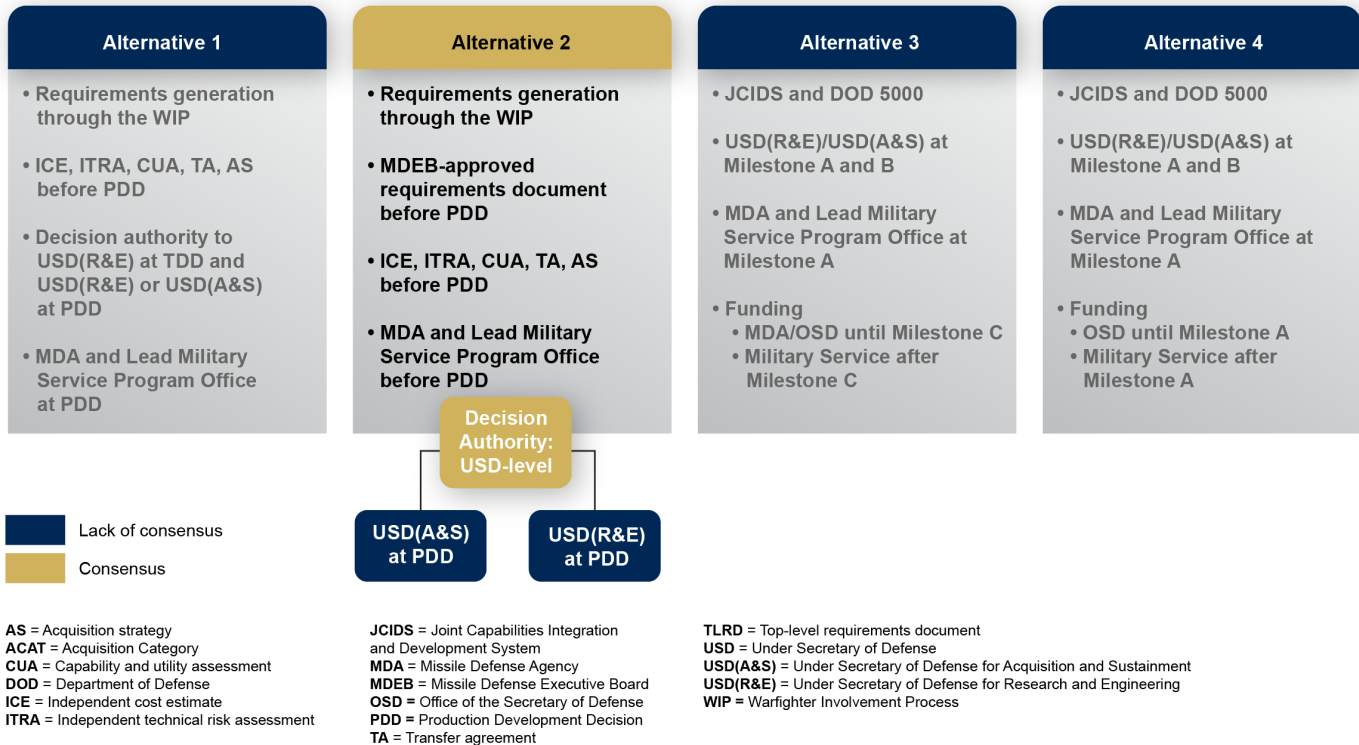 Alternative 1
• Requirements generation
through the WIP
• ICE, ITRA, CUA, TA, AS
before PDD
• Decision authority to
USD(R&E) at TDD and
USD(R&E) or USD(A&S)
at PDD
• MDA and Lead Military
Service Program Office
at PDD
Alternative 2
• Requirements generation
through the WIP
• MDEB-approved
requirements document
before PDD
• ICE, ITRA, CUA, TA, AS
before PDD
• MDA and Lead Military
Service Program Office
before PDD
Decision
Authority:
USD-level
USD(A&S)
at PDD
USD(R&E)
at PDD
Alternative 3
• JCIDS and DOD 5000
• USD(R&E)/USD(A&S) at
Milestone A and B
• MDA and Lead Military
Service Program Office at
Milestone A
• Funding
• MDA/OSD until Milestone C
• Military Service after
Milestone C
Alternative 4
• JCIDS and DOD 5000
• USD(R&E)/USD(A&S) at
Milestone A and B
• MDA and Lead Military
Service Program Office at
Milestone A
• Funding
• OSD until Milestone A
• Military Service after
Milestone A
Lack of consensus
Consensus
AS = Acquisition strategy
ACAT = Acquisition Category
CUA = Capability and utility assessment
DOD = Department of Defense
ICE = Independent cost estimate
ITRA = Independent technical risk assessment
JCIDS = Joint Capabilities Integration
and Development System
MDA = Missile Defense Agency
MDEB = Missile Defense Executive Board
OSD = Office of the Secretary of Defense
PDD = Production Development Decision
TA = Transfer agreement
TLRD = Top-level requirements document
USD = Under Secretary of Defense
USD(A&S) = Under Secretary of Defense for Acquisition and Sustainment
USD(R&E) = Under Secretary of Defense for Research and Engineering
WIP = Warfighter Involvement Process